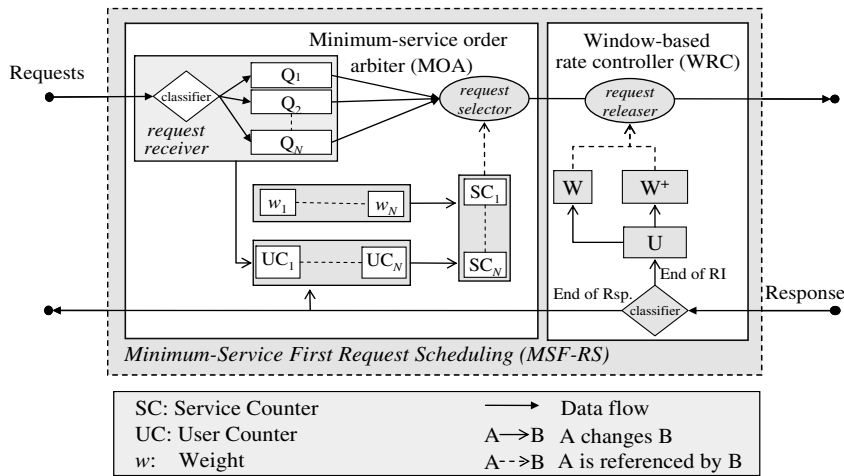 Minimum-service order
arbiter (MOA)
Window-based
rate controller (WRC)
Requests
classifier
request
receiver
Q1
Q2
QN
request
selector
request
releaser
w1
wN
SC1
SCN
UC1
UCN
W
W+
U
End of RI
End of Rsp.
classifier
Response
Minimum-Service First Request Scheduling (MSF-RS)
SC: Service Counter
UC: User Counter
w: Weight
Data flow
A B A changes B
A B A is referenced by B